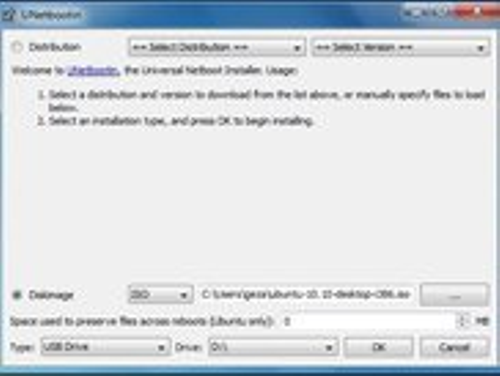 UNetbootin
Distribution == Select Distribution == == Select Version ==
Welcome to UNetbootin, the Universal Netboot Installer. Usage:
1. Select a distribution and version to download from the list above, or manually specify files to load
below.
2. Select an installation type, and press OK to begin installing.
Diskimage ISO ubuntu-10.10-desktop-i386.iso ...
Space used to preserve files across reboots (Ubuntu only): 0 MB
Type: USB Drive Drive: D:\ OK Cancel